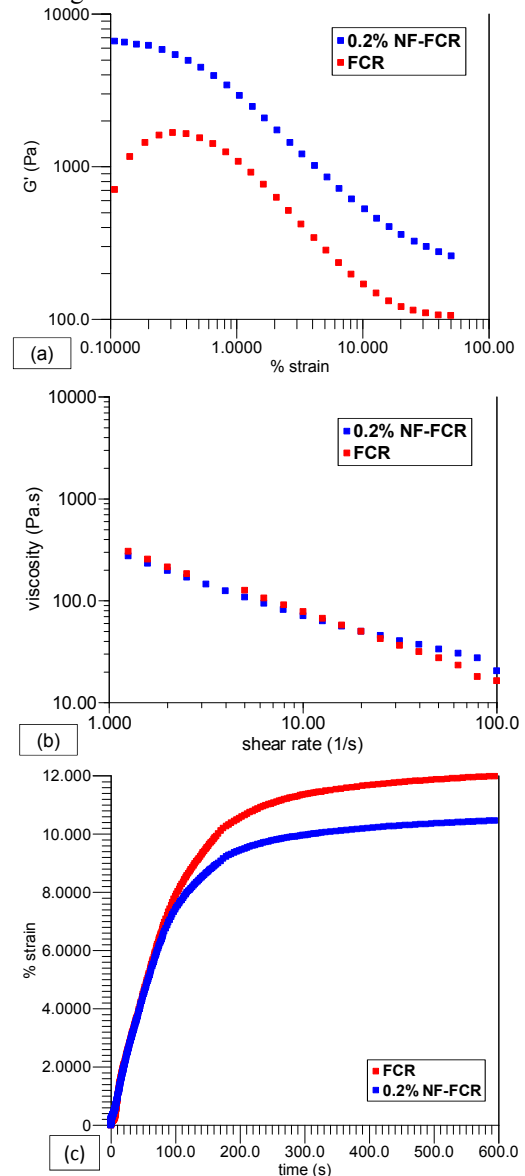 10000
0.2% NF-FCR
FCR
G' (Pa)
1000
100.0
0.10000 1.0000 10.000 100.00
% strain
(a)
10000
0.2% NF-FCR
FCR
viscosity (Pa.s)
1000
100.0
10.00
1.000 10.00 100.0
shear rate (1/s)
(b)
12.000
10.000
8.0000
% strain
6.0000
4.0000
2.0000
0
FCR
0.2% NF-FCR
0 100.0 200.0 300.0 400.0 500.0 600.0
time (s)
(c)